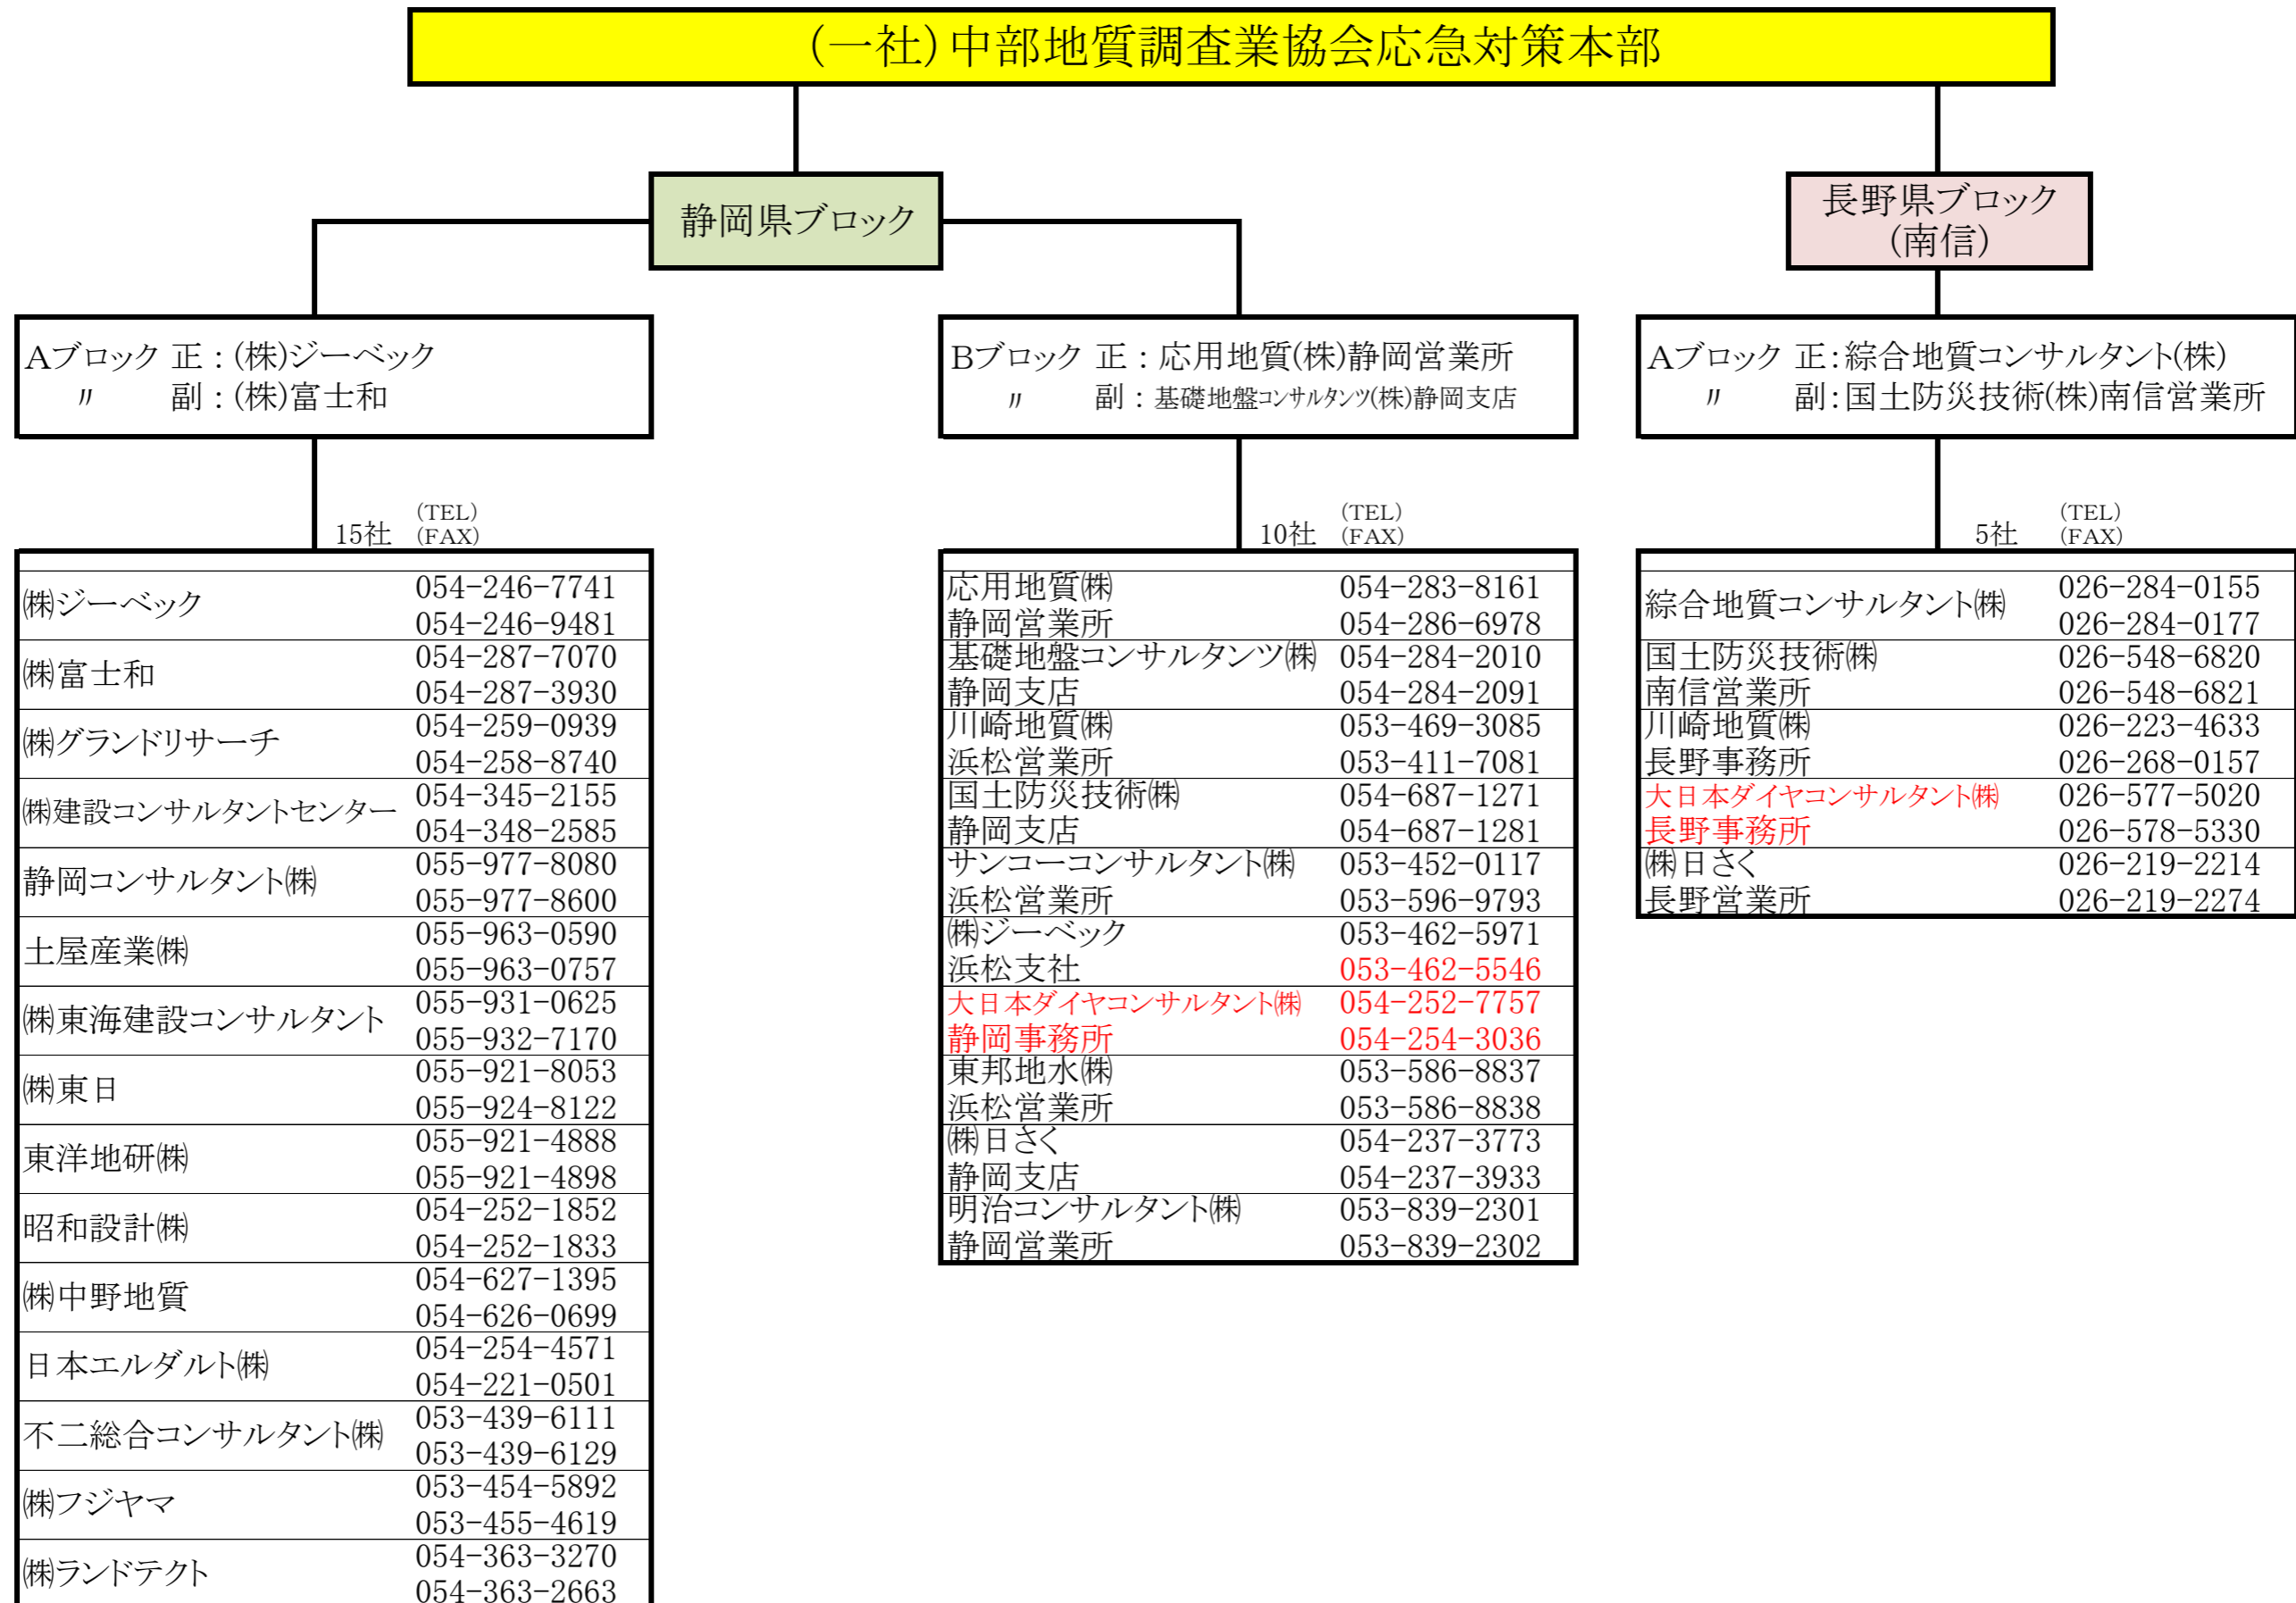 (一社)中部地質調査業協会応急対策本部
静岡県ブロック
長野県ブロック
(南信)
Aブロック 正：(株)ジーベック
〃 副：(株)富士和
Bブロック 正：応用地質(株)静岡営業所
〃 副：基礎地盤コンサルタンツ(株)静岡支店
Aブロック 正：綜合地質コンサルタント(株)
〃 副：国土防災技術(株)南信営業所
(TEL)
15社 (FAX)
㈱ジーベック 054-246-7741
054-246-9481
㈱富士和 054-287-7070
054-287-3930
㈱グランドリサーチ 054-259-0939
054-258-8740
㈱建設コンサルタントセンター 054-345-2155
054-348-2585
静岡コンサルタント㈱ 055-977-8080
055-977-8600
土屋産業㈱ 055-963-0590
055-963-0757
㈱東海建設コンサルタント 055-931-0625
055-932-7170
㈱東日 055-921-8053
055-924-8122
東洋地研㈱ 055-921-4888
055-921-4898
昭和設計㈱ 054-252-1852
054-252-1833
㈱中野地質 054-627-1395
054-626-0699
日本エルダルト㈱ 054-254-4571
054-221-0501
不二総合コンサルタント㈱ 053-439-6111
053-439-6129
㈱フジヤマ 053-454-5892
053-455-4619
㈱ランドテクト 054-363-3270
054-363-2663
(TEL)
10社 (FAX)
応用地質㈱ 054-283-8161
静岡営業所 054-286-6978
基礎地盤コンサルタンツ㈱ 054-284-2010
静岡支店 054-284-2091
川崎地質㈱ 053-469-3085
浜松営業所 053-411-7081
国土防災技術㈱ 054-687-1271
静岡支店 054-687-1281
サンコーコンサルタント㈱ 053-452-0117
浜松営業所 053-596-9793
㈱ジーベック 053-462-5971
浜松支社 053-462-5546
大日本ダイヤコンサルタント㈱ 054-252-7757
静岡事務所 054-254-3036
東邦地水㈱ 053-586-8837
浜松営業所 053-586-8838
㈱日さく 054-237-3773
静岡支店 054-237-3933
明治コンサルタント㈱ 053-839-2301
静岡営業所 053-839-2302
(TEL)
5社 (FAX)
綜合地質コンサルタント㈱ 026-284-0155
026-284-0177
国土防災技術㈱ 026-548-6820
南信営業所 026-548-6821
川崎地質㈱ 026-223-4633
長野事務所 026-268-0157
大日本ダイヤコンサルタント㈱ 026-577-5020
長野事務所 026-578-5330
㈱日さく 026-219-2214
長野営業所 026-219-2274